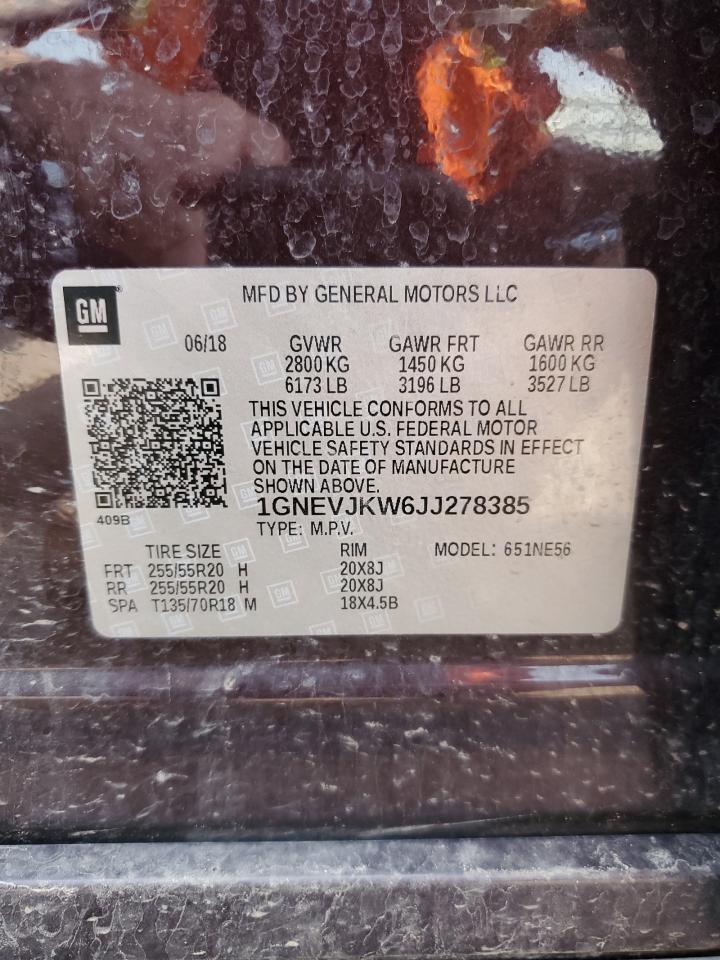 GM
MFD BY GENERAL MOTORS LLC
06/18 GVWR GAWR FRT GAWR RR
2800 KG 1450 KG 1600 KG
6173 LB 3196 LB 3527 LB
THIS VEHICLE CONFORMS TO ALL
APPLICABLE U.S. FEDERAL MOTOR
VEHICLE SAFETY STANDARDS IN EFFECT
ON THE DATE OF MANUFACTURE
SHOWN ABOVE.
1GNEVJKW6JJ278385
409B
TYPE: M.P.V.
TIRE SIZE RIM MODEL: 651NE56
FRT 255/55R20 H 20X8J
RR 255/55R20 H 20X8J
SPA T135/70R18 M 18X4.5B